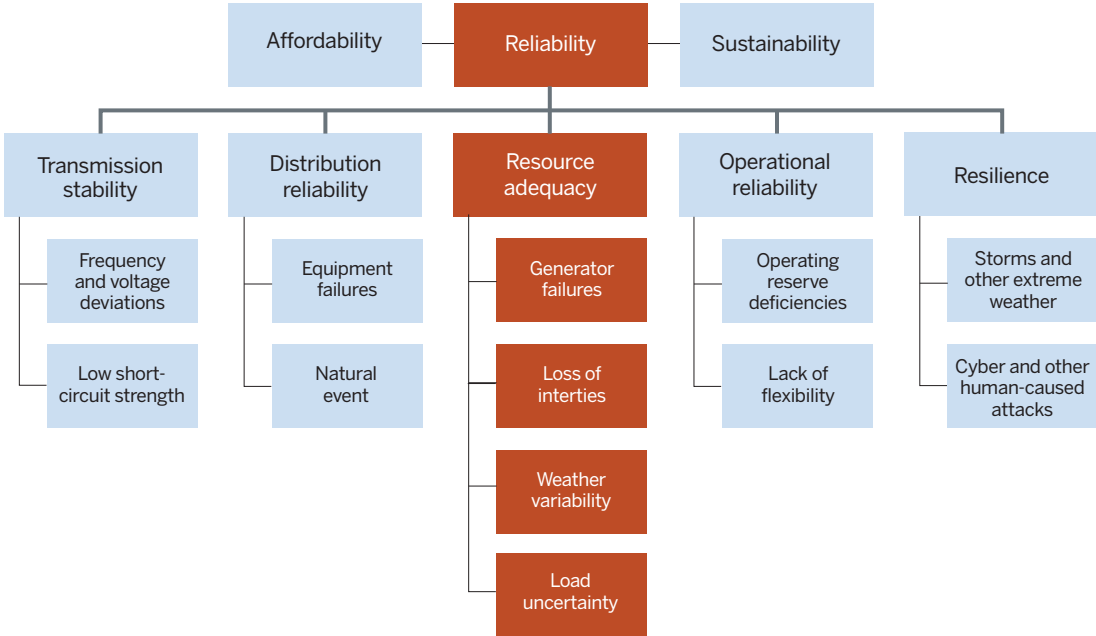 Affordability
Reliability
Sustainability
Transmission
stability
Distribution
reliability
Resource
adequacy
Operational
reliability
Resilience
Frequency
and voltage
deviations
Low short-
circuit strength
Equipment
failures
Natural
event
Generator
failures
Loss of
interties
Weather
variability
Load
uncertainty
Operating
reserve
deficiencies
Lack of
flexibility
Storms and
other extreme
weather
Cyber and other
human-caused
attacks